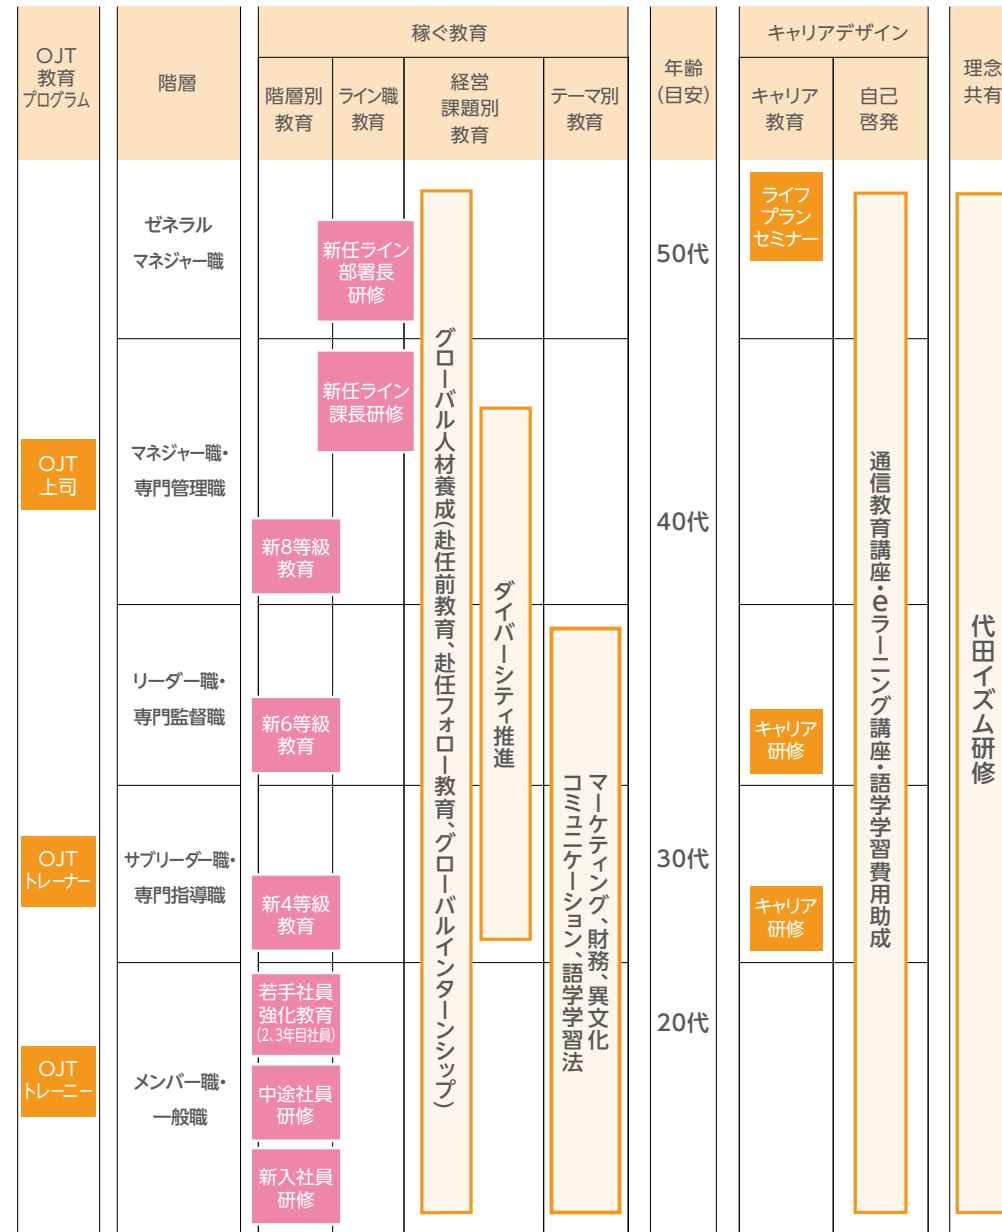 OJT
教育
プログラム
階層
稼ぐ教育
階層別
教育
ライン職
教育
経営
課題別
教育
テーマ別
教育
年齢
(目安)
キャリアデザイン
キャリア
教育
自己
啓発
理念
共有
ゼネラル
マネジャー職
新任ライン
部署長
研修
50代
ライフ
プラン
セミナー
OJT
上司
マネジャー職・
専門管理職
新任ライン
課長研修
新8等級
教育
40代
リーダー職・
専門監督職
新6等級
教育
キャリア
研修
OJT
トレーナー
サブリーダー職・
専門指導職
新4等級
教育
30代
キャリア
研修
OJT
トレーニー
メンバー職・
一般職
若手社員
強化教育
(2、3年目社員)
中途社員
研修
新入社員
研修
20代
グローバル人材養成(赴任前教育、赴任フォロー教育、グローバルインターンシップ)
ダイバーシティ推進
マーケティング、財務、異文化
コミュニケーション、語学学習法
通信教育講座・eラーニング講座・語学学習費用助成
代田イズム研修